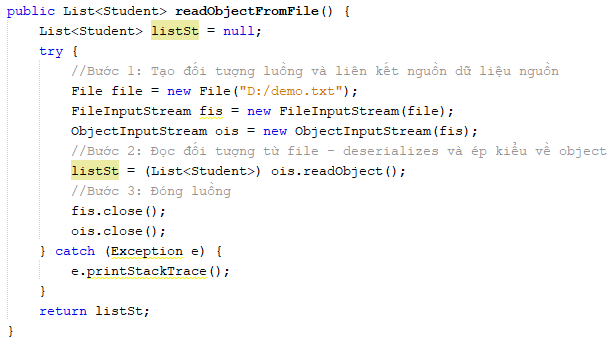 public List<Student> readObjectFromFile() {
    List<Student> listSt = null;
    try {
        //Bước 1: Tạo đối tượng luồng và liên kết nguồn dữ liệu nguồn
        File file = new File("D:/demo.txt");
        FileInputStream fis = new FileInputStream(file);
        ObjectInputStream ois = new ObjectInputStream(fis);
        //Bước 2: Đọc đối tượng từ file - deserializes và ép kiểu về object
        listSt = (List<Student>) ois.readObject();
        //Bước 3: Đóng luồng
        fis.close();
        ois.close();
    } catch (Exception e) {
        e.printStackTrace();
    }
    return listSt;
}